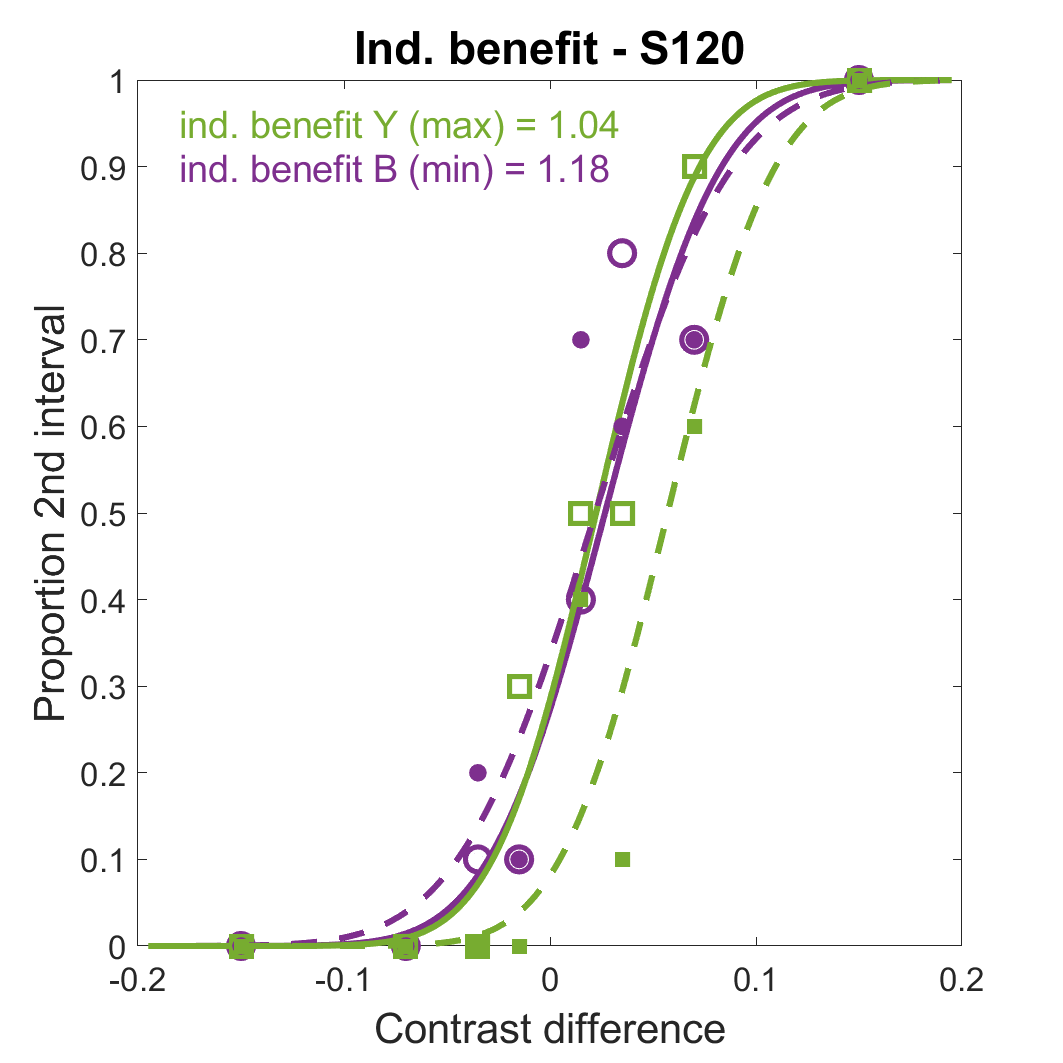 Ind. benefit - S120
ind. benefit Y (max) = 1.04
ind. benefit B (min) = 1.18
Proportion 2nd interval
1
0.9
0.8
0.7
0.6
0.5
0.4
0.3
0.2
0.1
0
-0.2 -0.1 0 0.1 0.2
Contrast difference